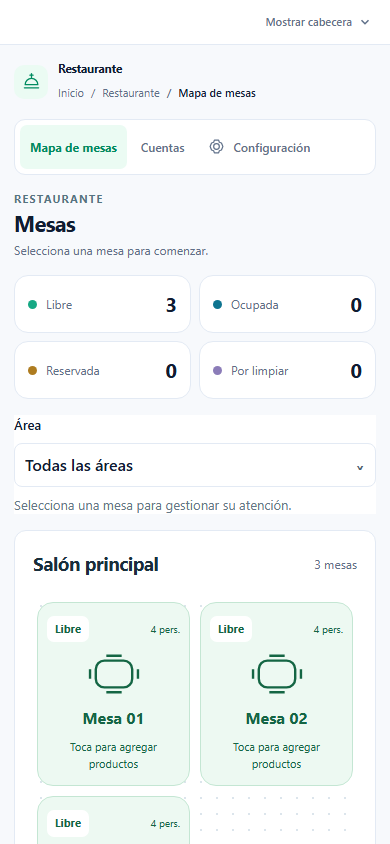 Mostrar cabecera
Restaurante
Inicio / Restaurante / Mapa de mesas
Mapa de mesas
Cuentas
Configuración
RESTAURANTE
Mesas
Selecciona una mesa para comenzar.
Libre 3
Ocupada 0
Reservada 0
Por limpiar 0
Área
Todas las áreas
Selecciona una mesa para gestionar su atención.
Salón principal
3 mesas
Libre 4 pers.
Mesa 01
Toca para agregar
productos
Libre 4 pers.
Mesa 02
Toca para agregar
productos
Libre 4 pers.